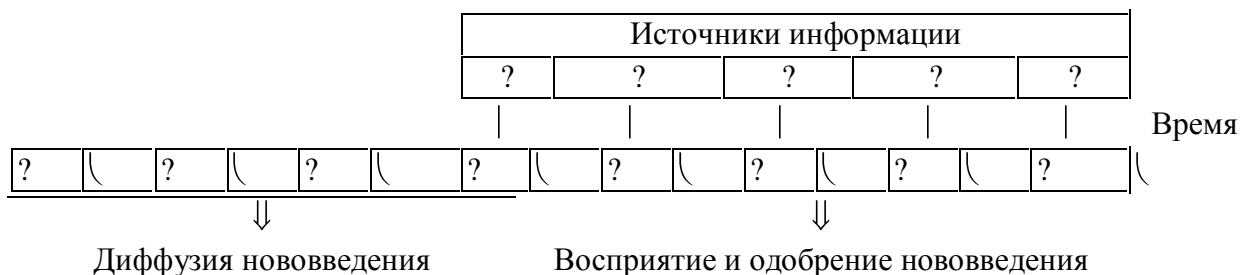 Источники информации
? ? ? ? ?
Время
? ? ? ? ? ? ? ?
Диффузия нововведения Восприятие и одобрение нововведения